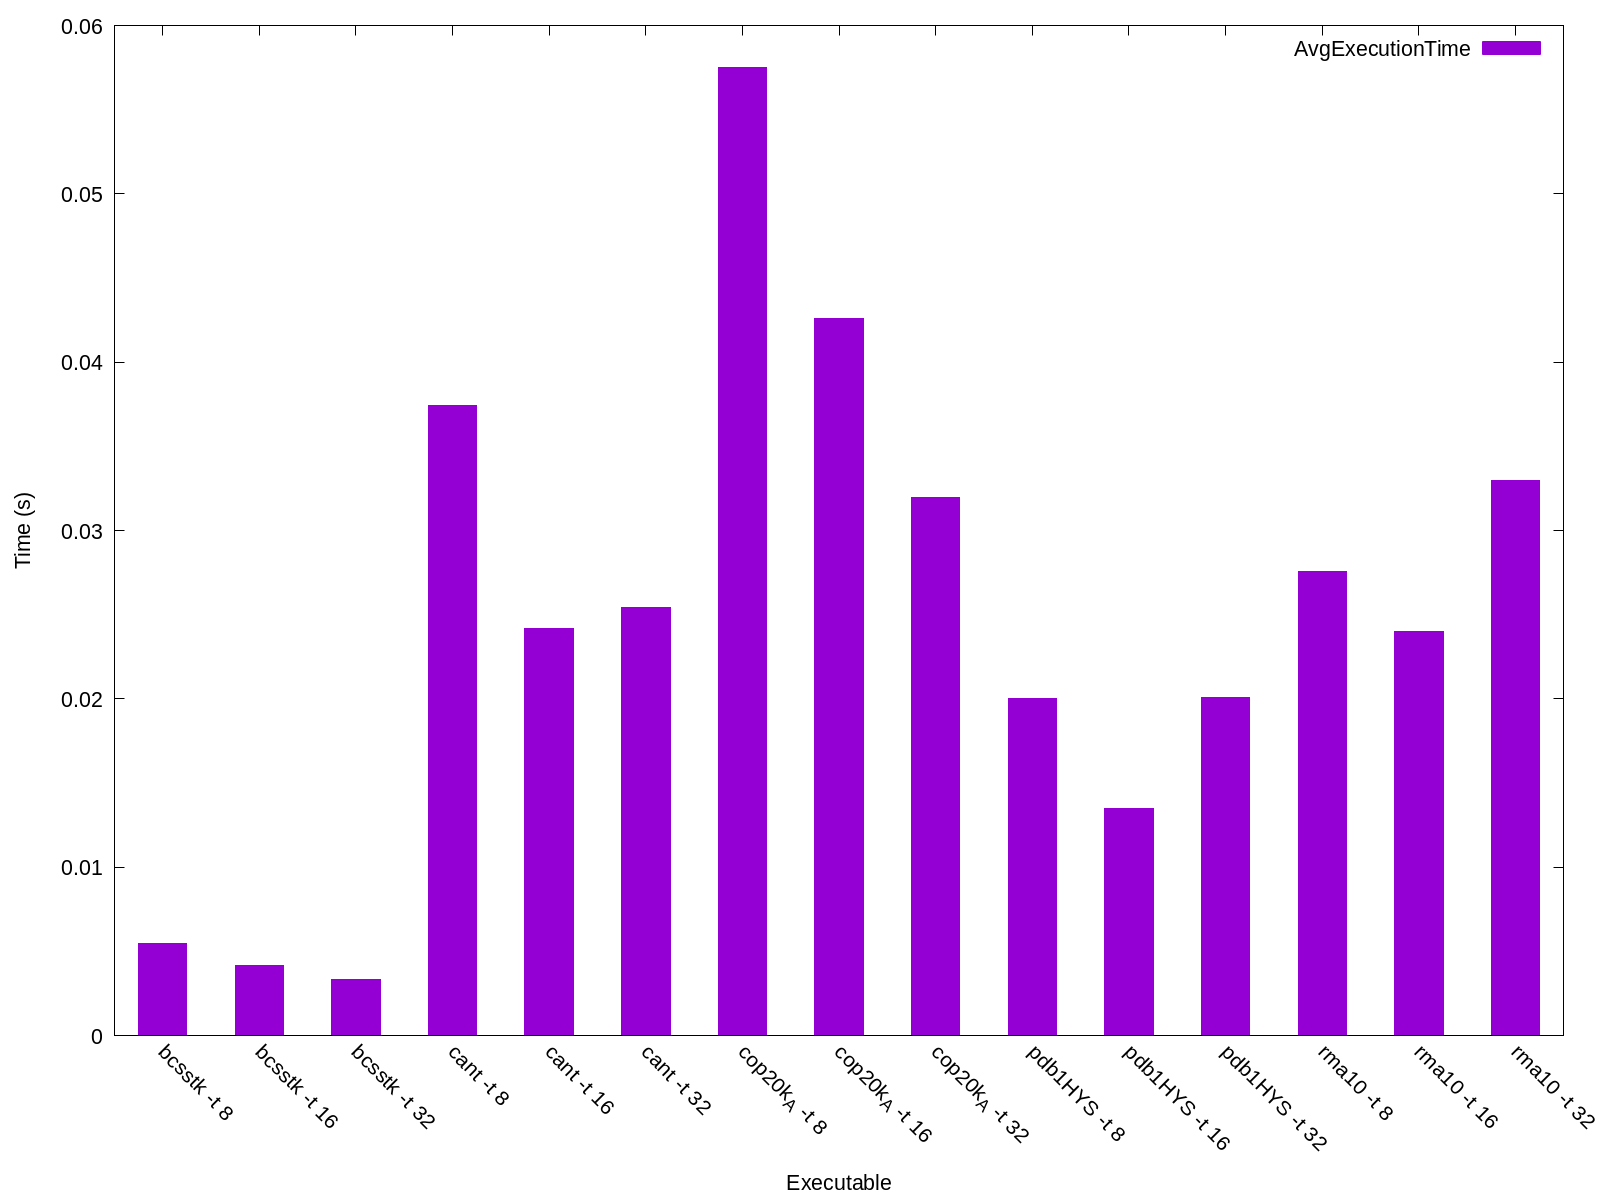 AvgExecutionTime
0.06
0.05
0.04
0.03
0.02
0.01
0
Time (s)
bcsstk -t 8
bcsstk -t 16
bcsstk -t 32
cant -t 8
cant -t 16
cant -t 32
cop20kA -t 8
cop20kA -t 16
cop20kA -t 32
pdb1HYS -t 8
pdb1HYS -t 16
pdb1HYS -t 32
rma10 -t 8
rma10 -t 16
rma10 -t 32
Executable